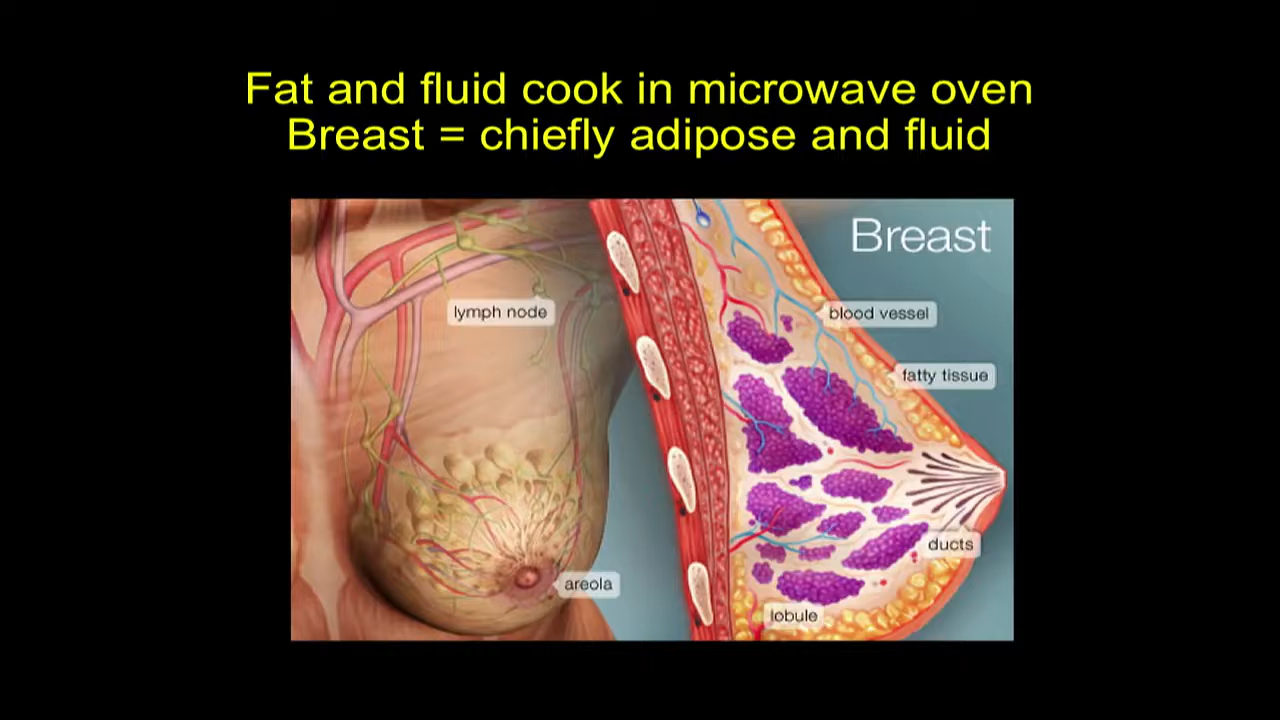 Fat and fluid cook in microwave oven
Breast = chiefly adipose and fluid
Breast
lymph node
blood vessel
fatty tissue
ducts
areola
lobule